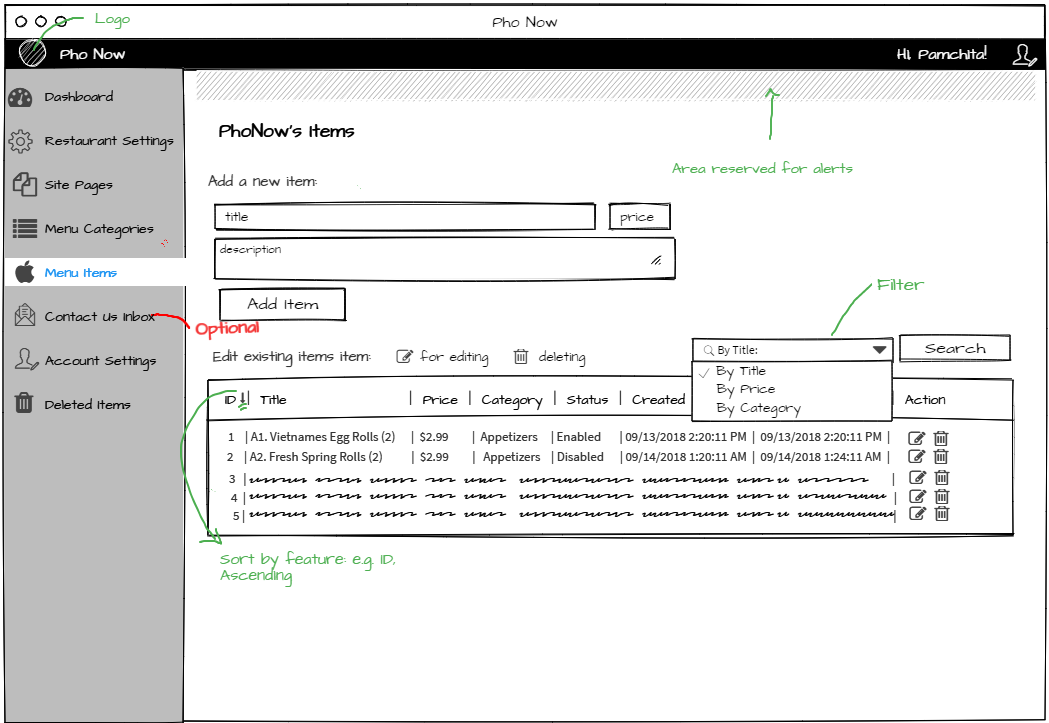 Logo
Pho Now
Pho Now
Hi, Pamchita!
Dashboard
Restaurant Settings
Site Pages
Menu Categories
Menu Items
Contact Us Inbox
Optional
Account Settings
Deleted Items
Area reserved for alerts
PhoNow's Items
Add a new item:
title
price
description
Add Item
Filter
Edit existing items item: for editing deleting
By Title:
Search
By Title
By Price
By Category
ID | Title | Price | Category | Status | Created Action
1 | A1. Vietnames Egg Rolls (2) | $2.99 | Appetizers | Enabled | 09/13/2018 2:20:11 PM | 09/13/2018 2:20:11 PM |
2 | A2. Fresh Spring Rolls (2) | $2.99 | Appetizers | Disabled | 09/14/2018 1:20:11 AM | 09/14/2018 1:24:11 AM |
3 |
4 |
5 |
Sort by feature: e.g. ID,
Ascending